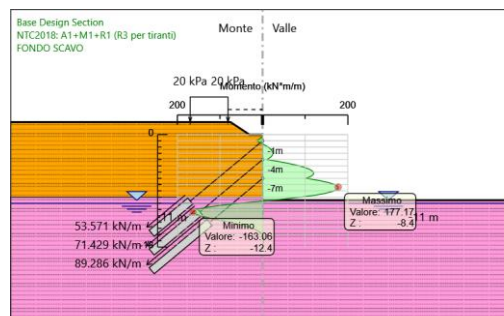 Base Design Section
NTC2018: A1+M1+R1 (R3 per tiranti)
FONDO SCAVO
Monte
Valle
20 kPa 20 kPa
Momento (kN*m/m)
200
200
0
-1m
-4m
-7m
53.571 kN/m
71.429 kN/m
89.286 kN/m
-11 m
Minimo
Valore: -163.06
Z : -12.4
Massimo
Valore: 177.17
Z : -8.4
-11 m